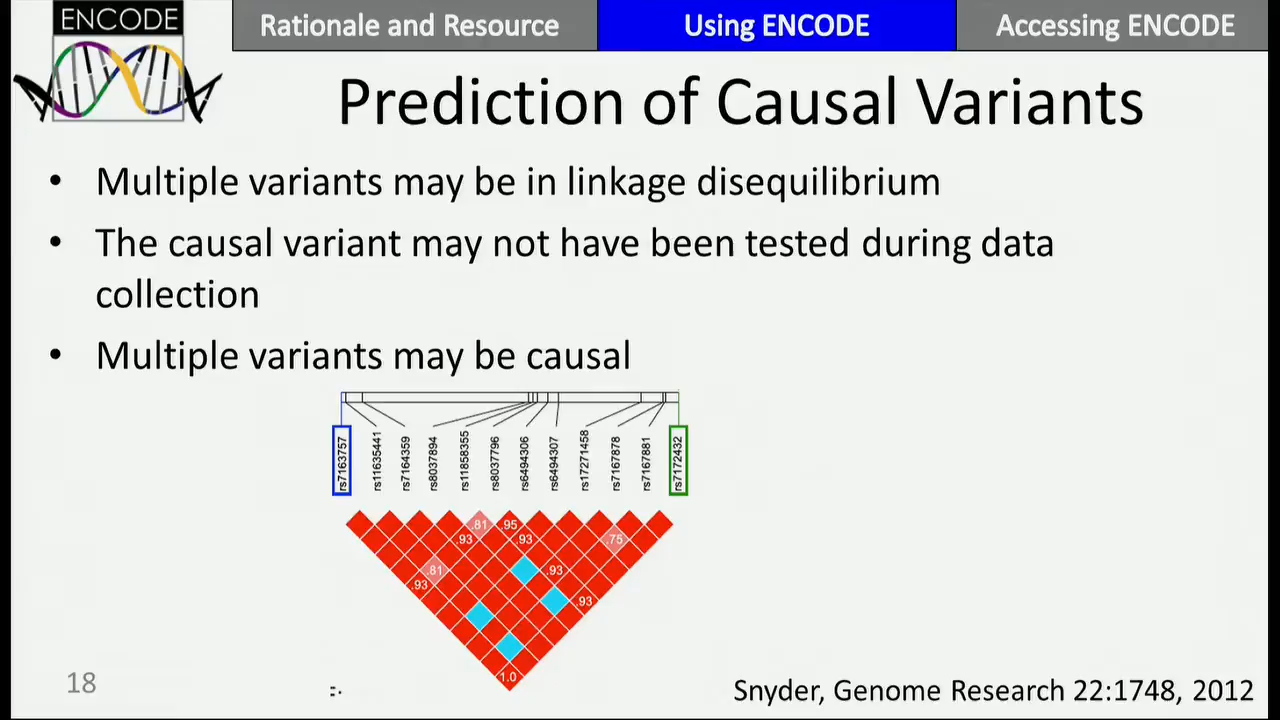 ENCODE
Rationale and Resource
Using ENCODE
Accessing ENCODE
Prediction of Causal Variants
• Multiple variants may be in linkage disequilibrium
• The causal variant may not have been tested during data
collection
• Multiple variants may be causal
rs7163757
rs11635441
rs7164359
rs8037894
rs11858355
rs8037796
rs6494306
rs6494307
rs17271458
rs7167878
rs7167881
rs7172432
.81 .95
.93 .93 .75
.81 .93
.93
.93
1.0
18
Snyder, Genome Research 22:1748, 2012